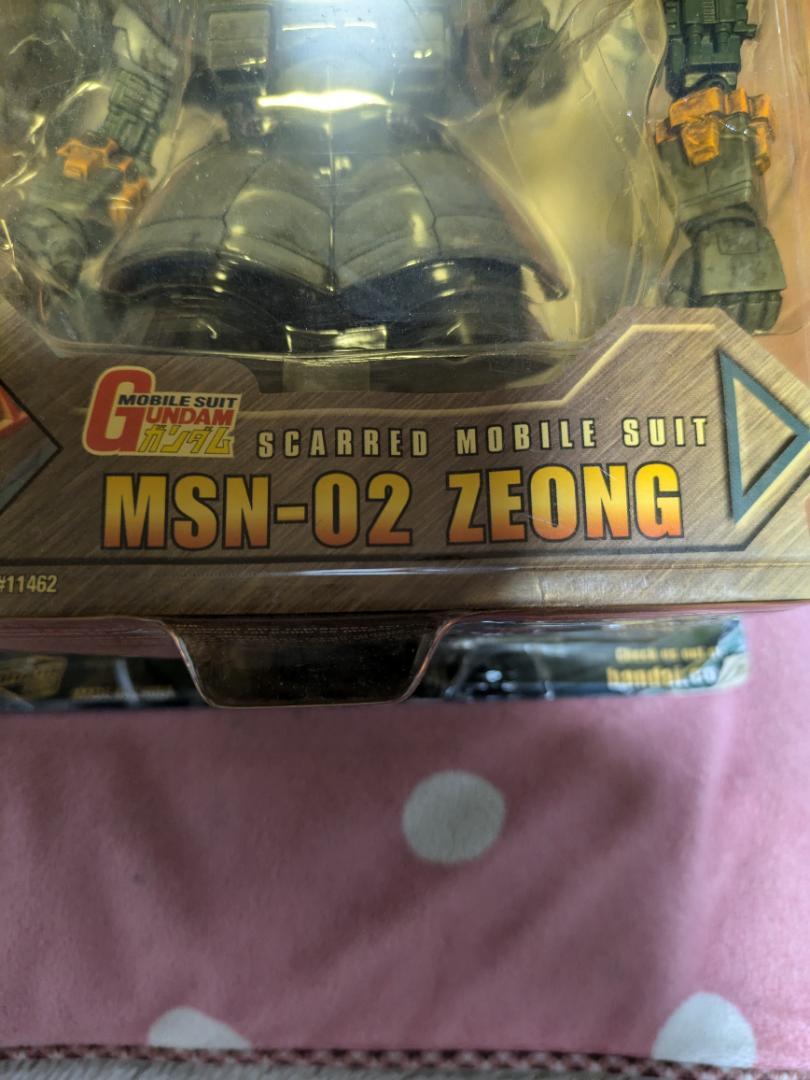 MOBILE SUIT
GUNDAM
ガンダム
SCARRED MOBILE SUIT
MSN-02 ZEONG
#11462
Check us out at
bandai.co